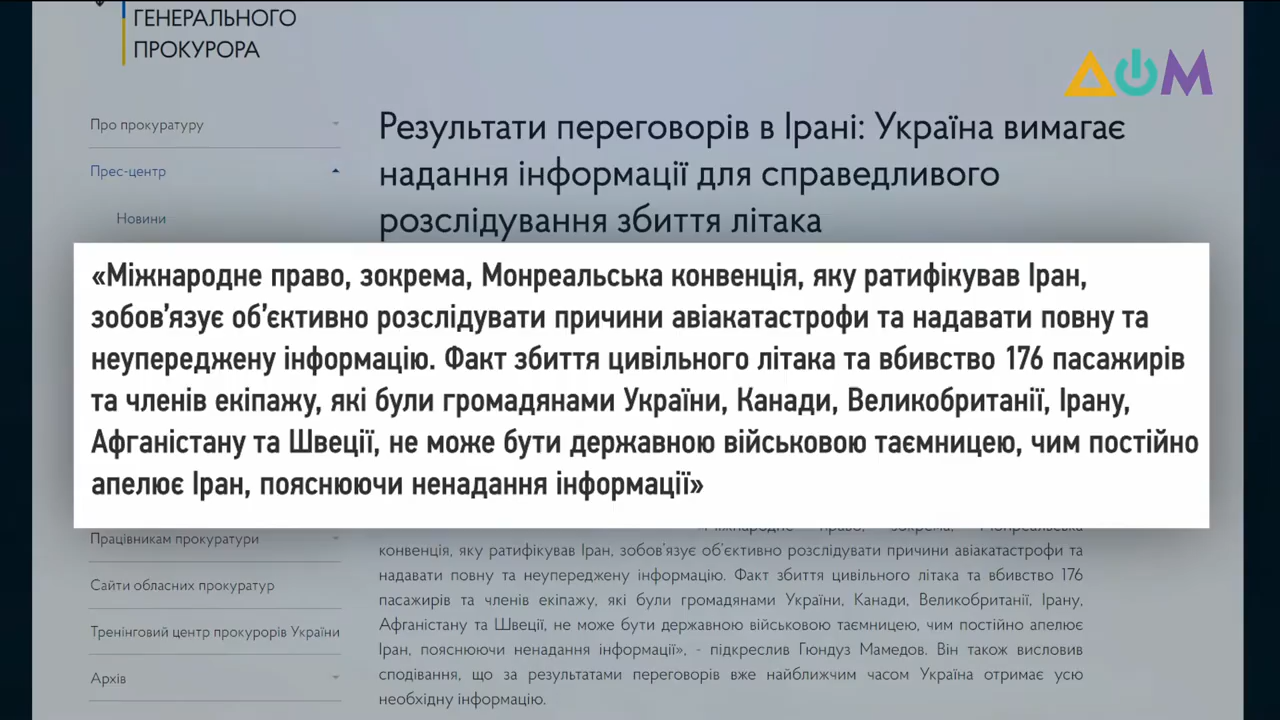 ГЕНЕРАЛЬНОГО
ПРОКУРОРА
ДОМ
Про прокуратуру
Прес-центр
Новини
Результати переговорів в Ірані: Україна вимагає
надання інформації для справедливого
розслідування збиття літака
«Міжнародне право, зокрема, Монреальська конвенція, яку ратифікував Іран,
зобов’язує об’єктивно розслідувати причини авіакатастрофи та надавати повну та
неупереджену інформацію. Факт збиття цивільного літака та вбивство 176 пасажирів
та членів екіпажу, які були громадянами України, Канади, Великобританії, Ірану,
Афганістану та Швеції, не може бути державною військовою таємницею, чим постійно
апелює Іран, пояснюючи ненадання інформації»
Працівникам прокуратури
Сайти обласних прокуратур
Тренінговий центр прокурорів України
Архів
«Міжнародне право, зокрема, Монреальська
конвенція, яку ратифікував Іран, зобов’язує об’єктивно розслідувати причини авіакатастрофи та
надавати повну та неупереджену інформацію. Факт збиття цивільного літака та вбивство 176
пасажирів та членів екіпажу, які були громадянами України, Канади, Великобританії, Ірану,
Афганістану та Швеції, не може бути державною військовою таємницею, чим постійно апелює
Іран, пояснюючи ненадання інформації», - підкреслив Гюндуз Мамедов. Він також висловив
сподівання, що за результатами переговорів вже найближчим часом Україна отримає усю
необхідну інформацію.